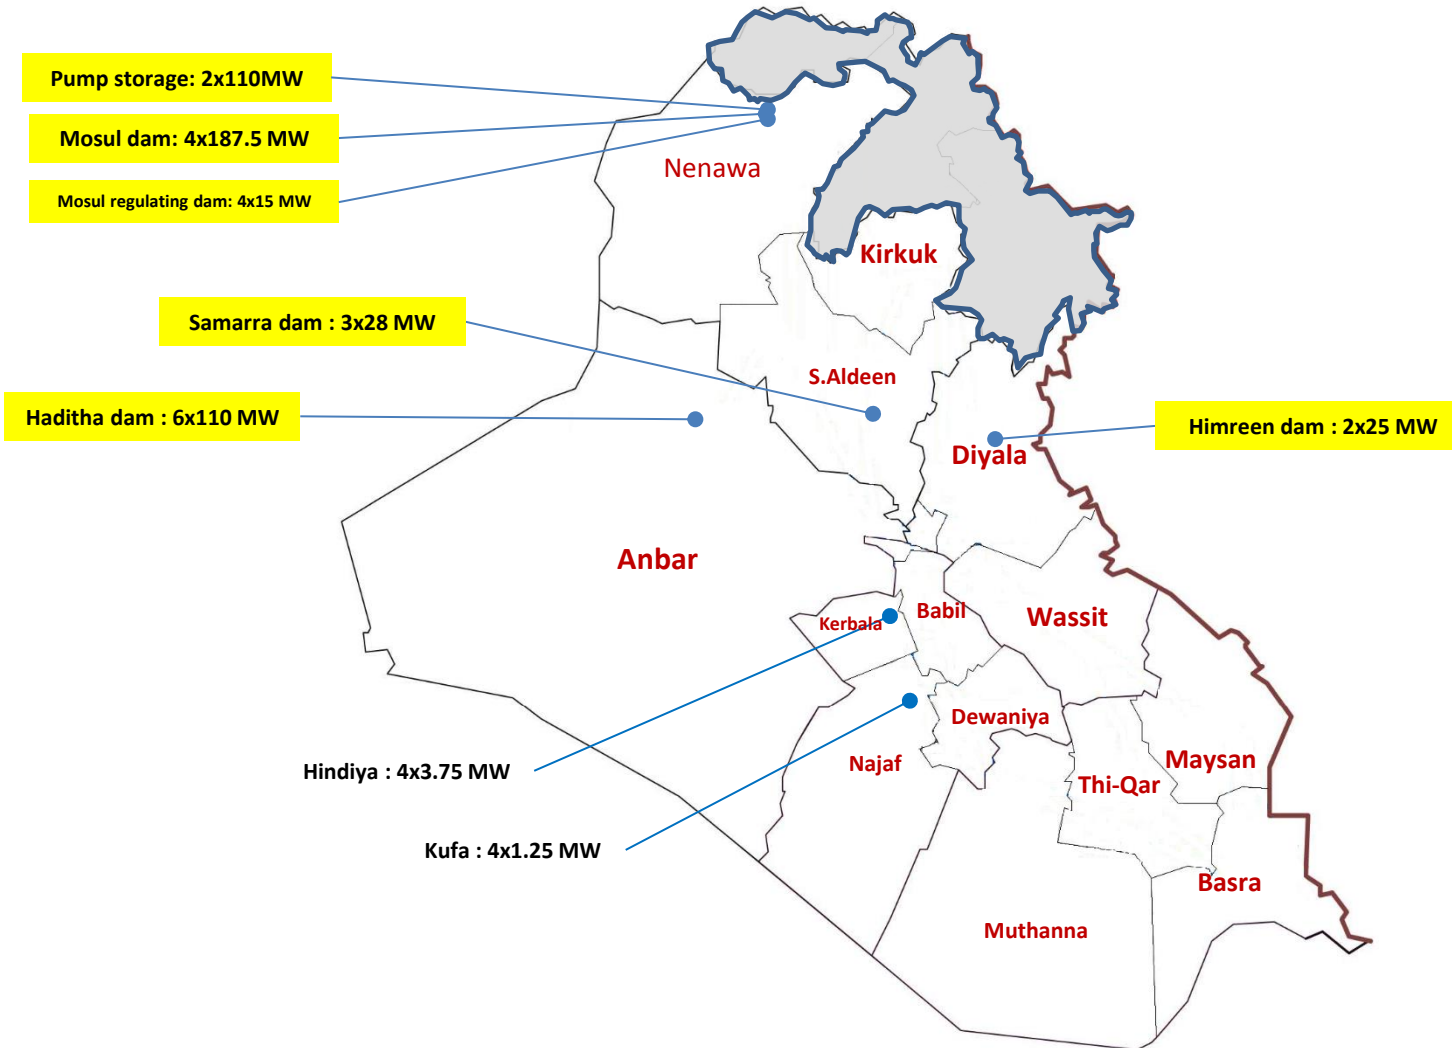 Pump storage: 2x110MW
Mosul dam: 4x187.5 MW
Nenawa
Mosul regulating dam: 4x15 MW
Kirkuk
Samarra dam : 3x28 MW
S.Aldeen
Haditha dam : 6x110 MW
Himreen dam : 2x25 MW
Diyala
Anbar
Babil
Wassit
Kerbala
Dewaniya
Najaf
Maysan
Hindiya : 4x3.75 MW
Thi-Qar
Kufa : 4x1.25 MW
Basra
Muthanna